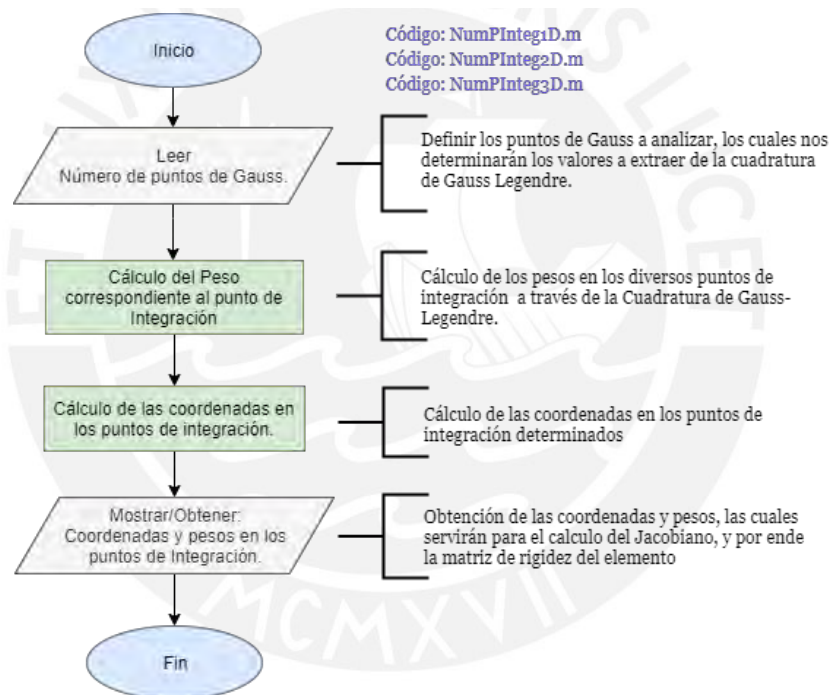 Inicio
Código: NumPInteg1D.m
Código: NumPInteg2D.m
Código: NumPInteg3D.m
Leer
Número de puntos de Gauss.
Definir los puntos de Gauss a analizar, los cuales nos
determinarán los valores a extraer de la cuadratura
de Gauss Legendre.
Cálculo del Peso
correspondiente al punto de
Integración
Cálculo de los pesos en los diversos puntos de
integración a través de la Cuadratura de Gauss-
Legendre.
Cálculo de las coordenadas en
los puntos de integración.
Cálculo de las coordenadas en los puntos de
integración determinados
Mostrar/Obtener:
Coordenadas y pesos en los
puntos de Integración.
Obtención de las coordenadas y pesos, las cuales
servirán para el calculo del Jacobiano, y por ende
la matriz de rigidez del elemento
Fin
ET
LUCET
MCMXVII